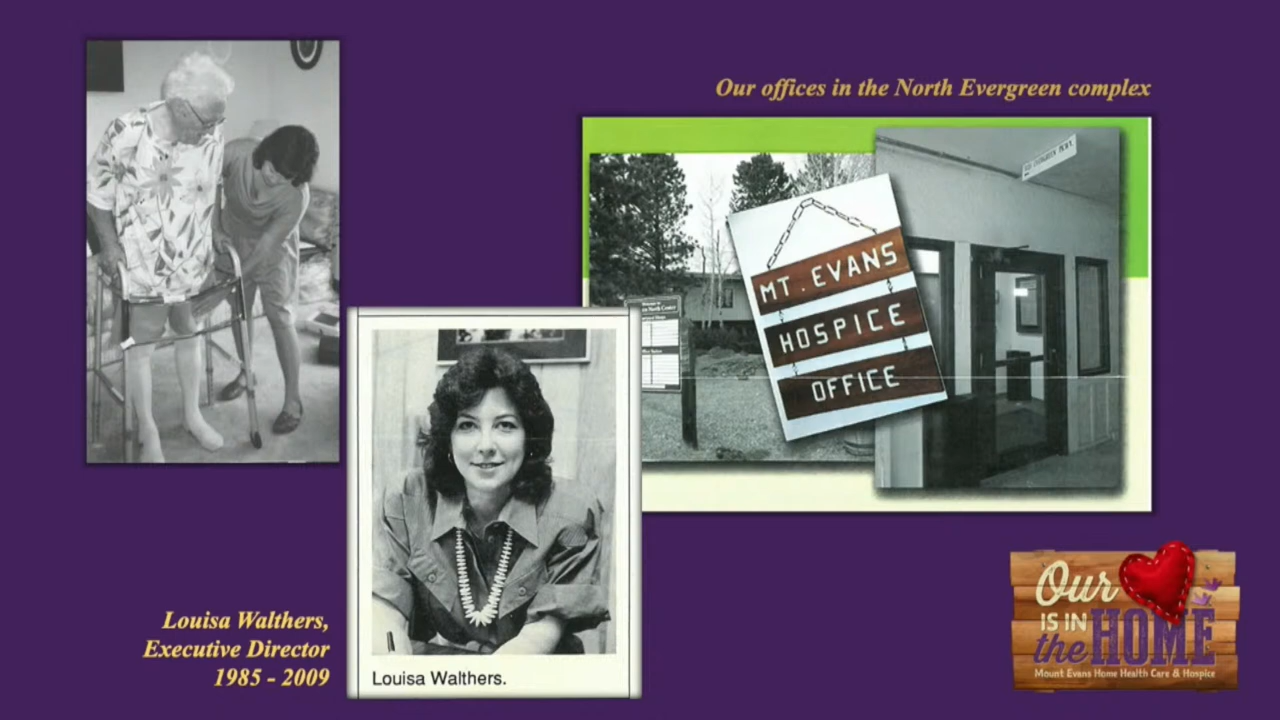 Our offices in the North Evergreen complex
MT. EVANS
HOSPICE
OFFICE
Louisa Walthers,
Executive Director
1985 - 2009
Louisa Walthers.
Our
IS IN
the HOME
Mount Evans Home Health Care & Hospice